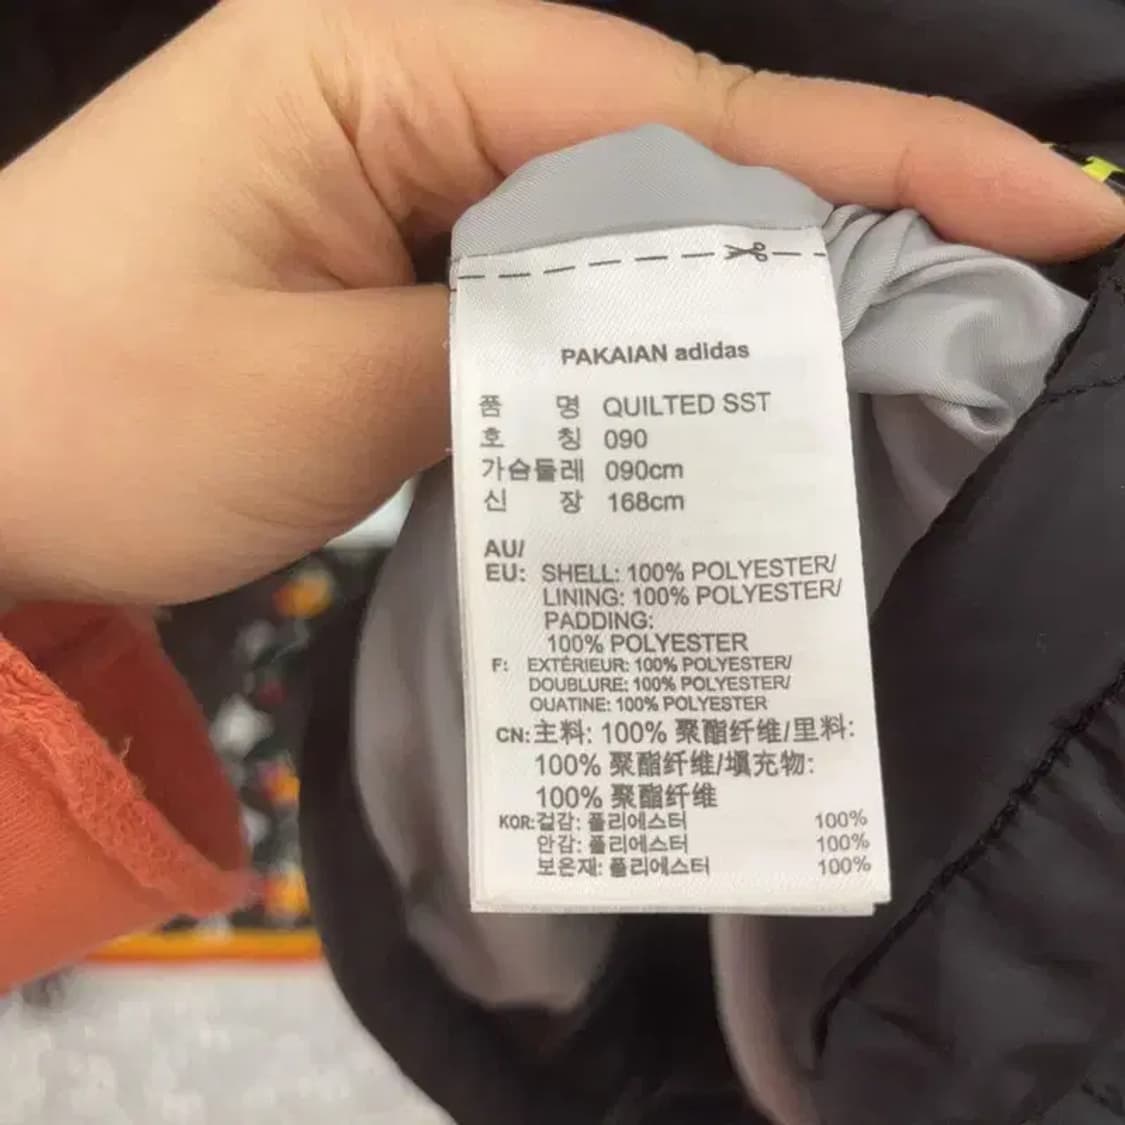 PAKAIAN adidas
품 명 QUILTED SST
호 칭 090
가슴둘레 090cm
신 장 168cm
AU/
EU: SHELL: 100% POLYESTER/
LINING: 100% POLYESTER/
PADDING:
100% POLYESTER
F: EXTÉRIEUR: 100% POLYESTER/
DOUBLURE: 100% POLYESTER/
OUATINE: 100% POLYESTER
CN: 主料: 100% 聚酯纤维/里料:
100% 聚酯纤维/填充物:
100% 聚酯纤维
KOR: 겉감: 폴리에스터 100%
안감: 폴리에스터 100%
보온재: 폴리에스터 100%